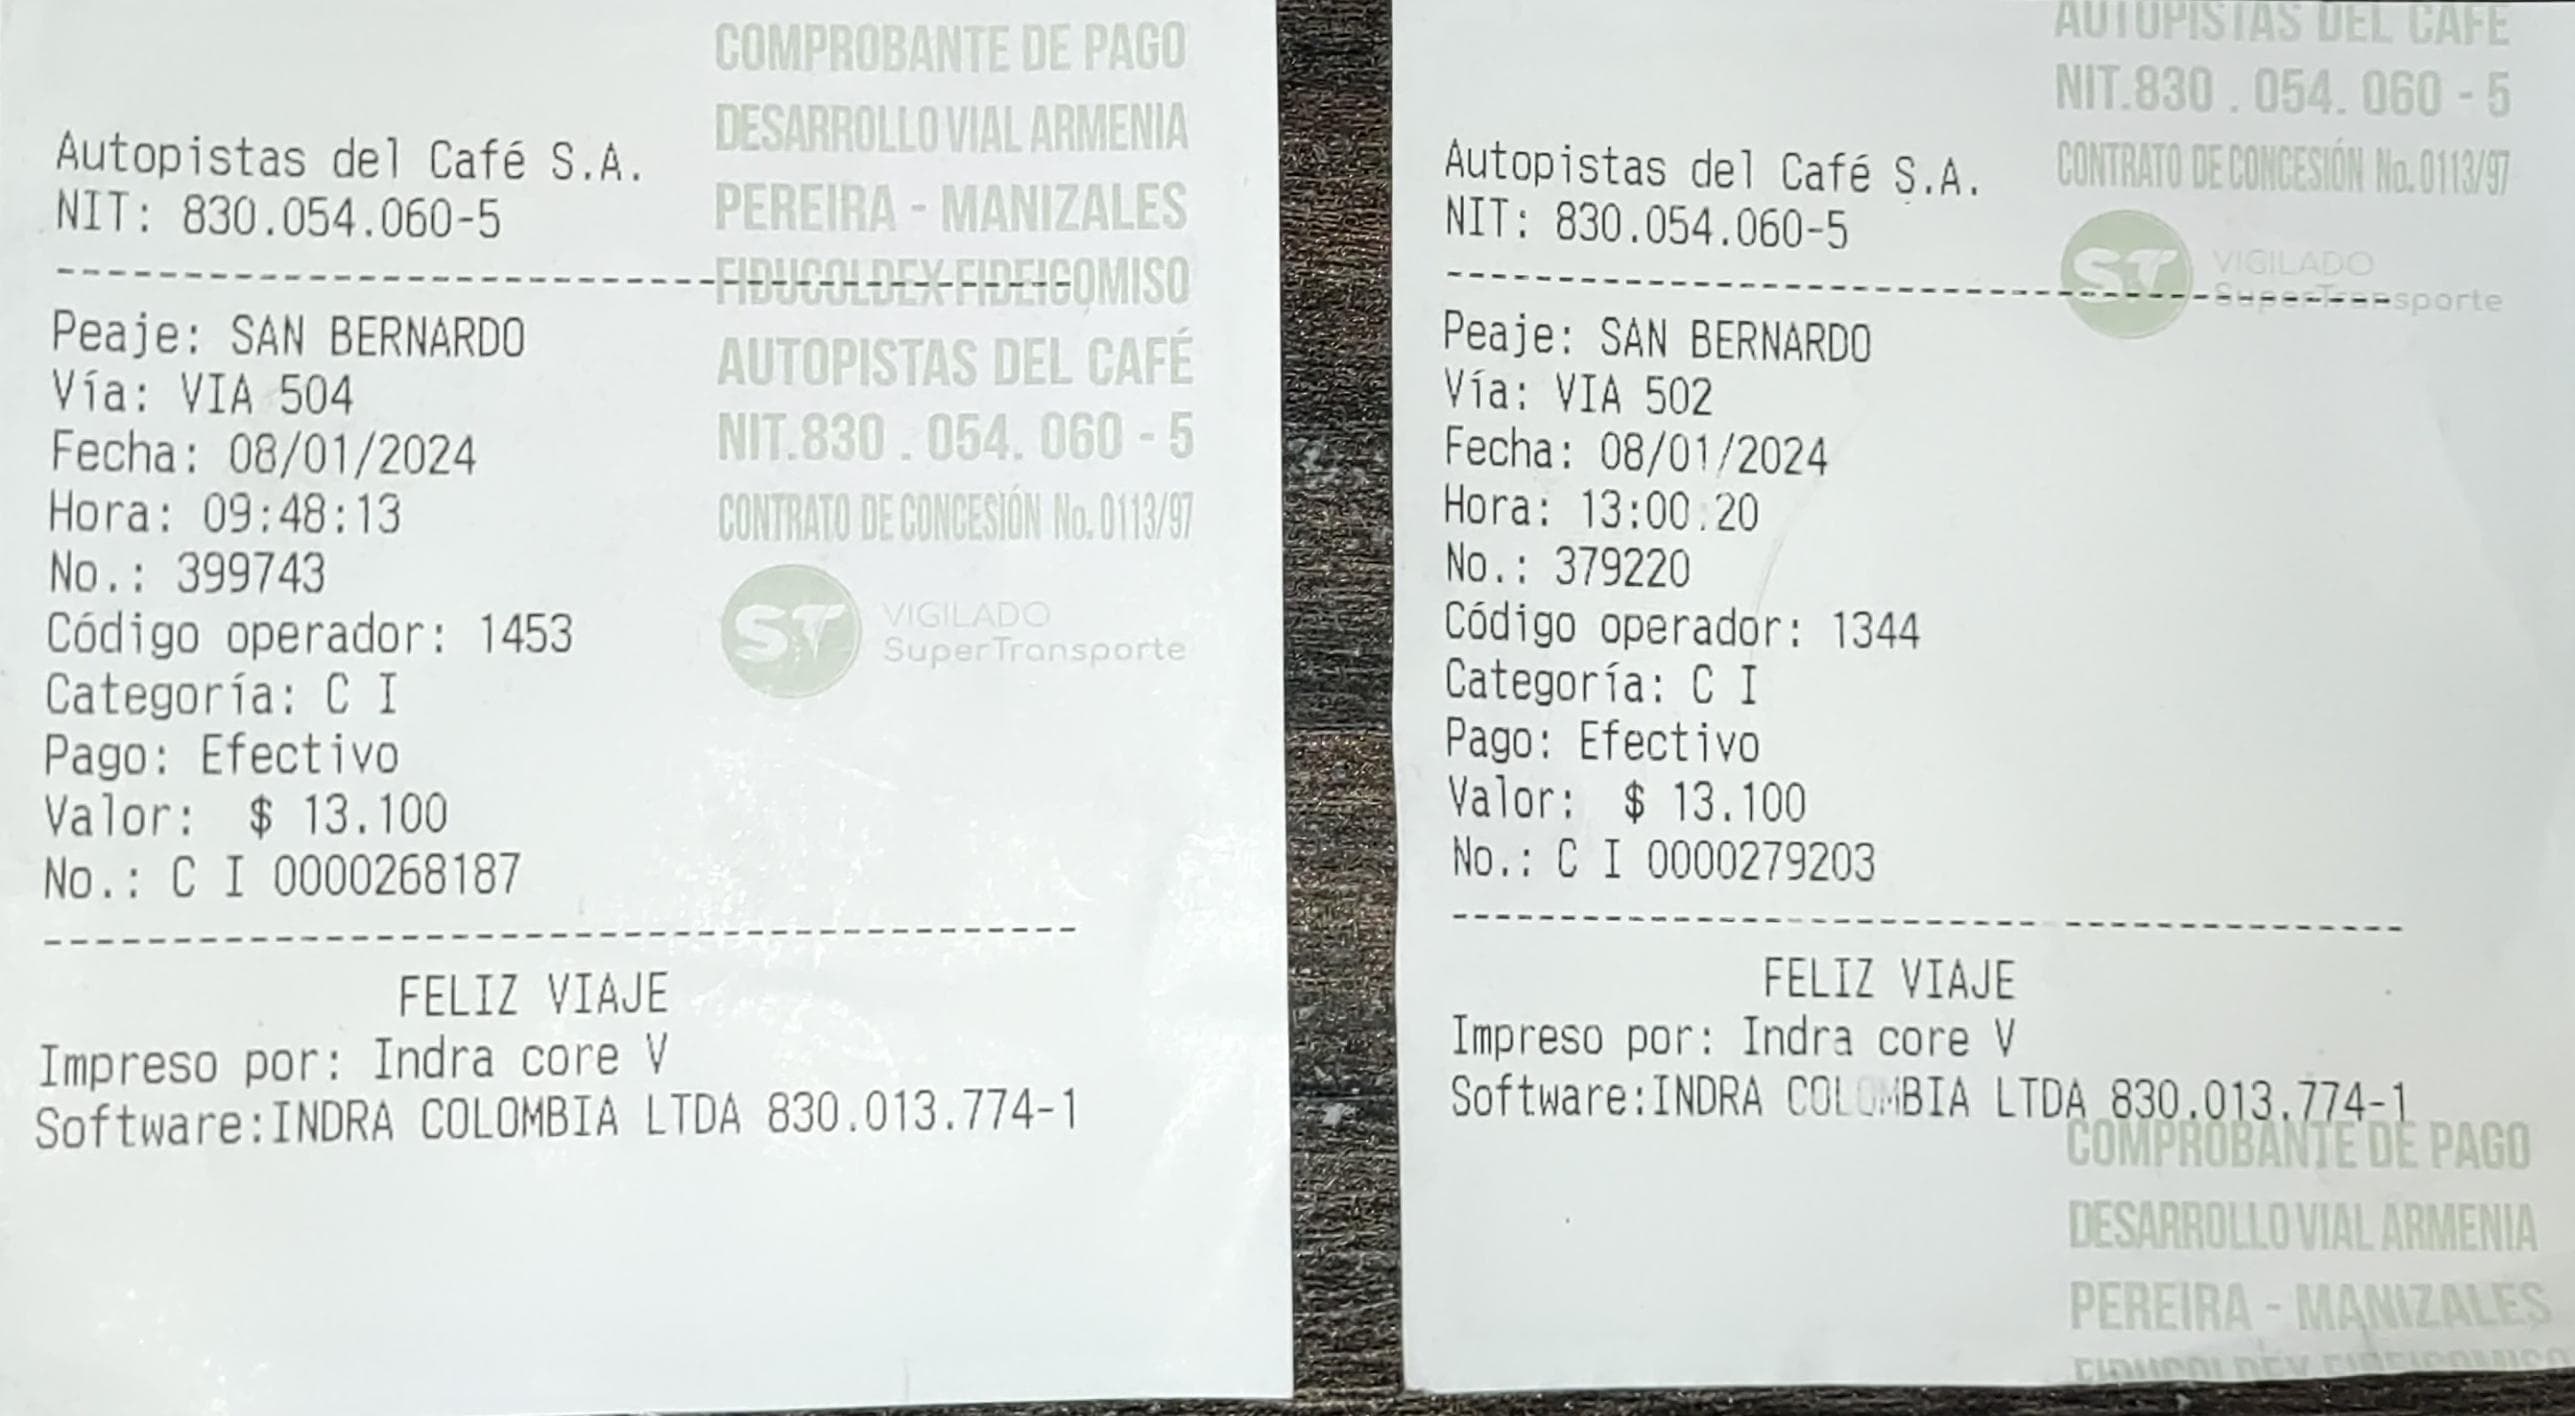 COMPROBANTE DE PAGO
DESARROLLO VIAL ARMENIA
PEREIRA - MANIZALES
FIDUCOLDEX-FIDEICOMISO
AUTOPISTAS DEL CAFÉ
NIT.830 . 054. 060 - 5
CONTRATO DE CONCESIÓN No. 0113/97
ST VIGILADO
SuperTransporte
Autopistas del Café S.A.
NIT: 830.054.060-5
Peaje: SAN BERNARDO
Vía: VIA 504
Fecha: 08/01/2024
Hora: 09:48:13
No.: 399743
Código operador: 1453
Categoría: C I
Pago: Efectivo
Valor: $ 13.100
No.: C I 0000268187
FELIZ VIAJE
Impreso por: Indra core V
Software:INDRA COLOMBIA LTDA 830.013.774-1
AUTOPISTAS DEL CAFÉ
NIT.830 . 054. 060 - 5
CONTRATO DE CONCESIÓN No. 0113/97
ST VIGILADO
SuperTransporte
Autopistas del Café S.A.
NIT: 830.054.060-5
Peaje: SAN BERNARDO
Vía: VIA 502
Fecha: 08/01/2024
Hora: 13:00:20
No.: 379220
Código operador: 1344
Categoría: C I
Pago: Efectivo
Valor: $ 13.100
No.: C I 0000279203
FELIZ VIAJE
Impreso por: Indra core V
Software:INDRA COLOMBIA LTDA 830.013.774-1
COMPROBANTE DE PAGO
DESARROLLO VIAL ARMENIA
PEREIRA - MANIZALES
FIDUCOLDEX FIDEICOMISO